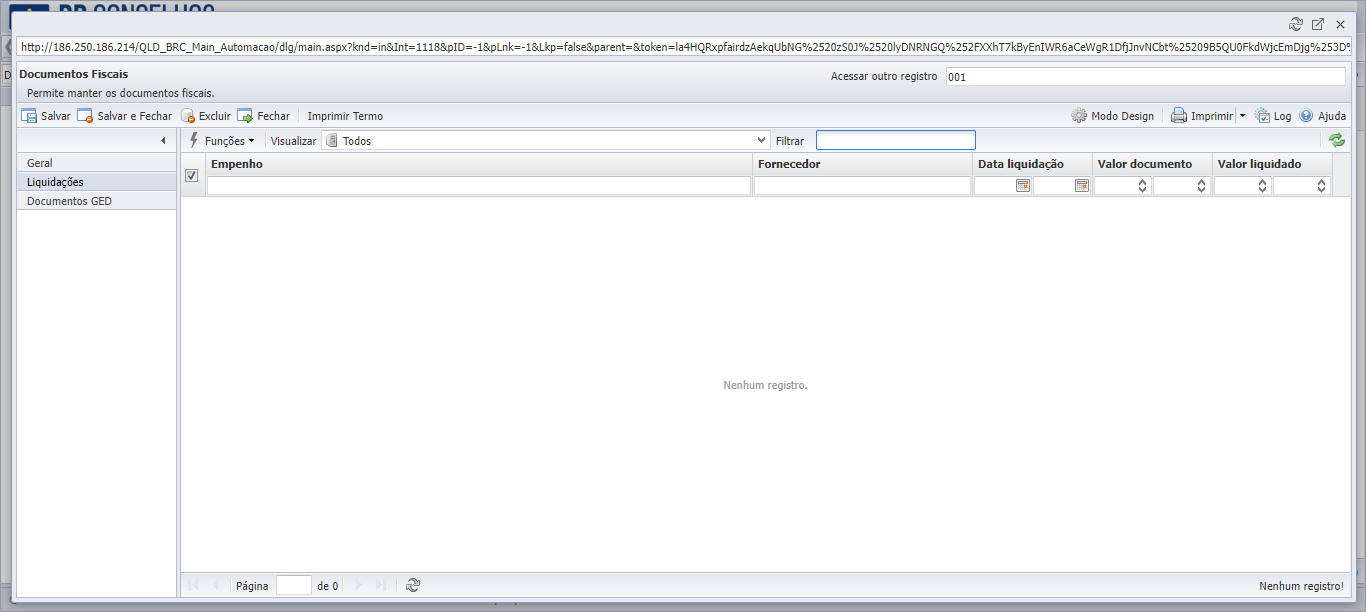 BR CONSELHOS
http://186.250.186.214/QLD_BRC_Main_Automacao/dlg/main.aspx?knd=in&Int=1118&pID=-1&pLnk=-1&Lkp=false&parent=&token=la4HQRxpfairdzAekqUbNG%2520zS0J%2520lyDNRNGQ%252FXXhT7kByEnIWR6aCeWgR1DfjJnvNCbt%25209B5QU0FkdWjcEmDjg%253D%
Documentos Fiscais
Acessar outro registro 001
Permite manter os documentos fiscais.
Salvar Salvar e Fechar Excluir Fechar Imprimir Termo Modo Design Imprimir Log Ajuda
Funções Visualizar Todos Filtrar
Geral
Liquidações
Documentos GED
Empenho Fornecedor Data liquidação Valor documento Valor liquidado
Nenhum registro.
Página de 0 Nenhum registro!